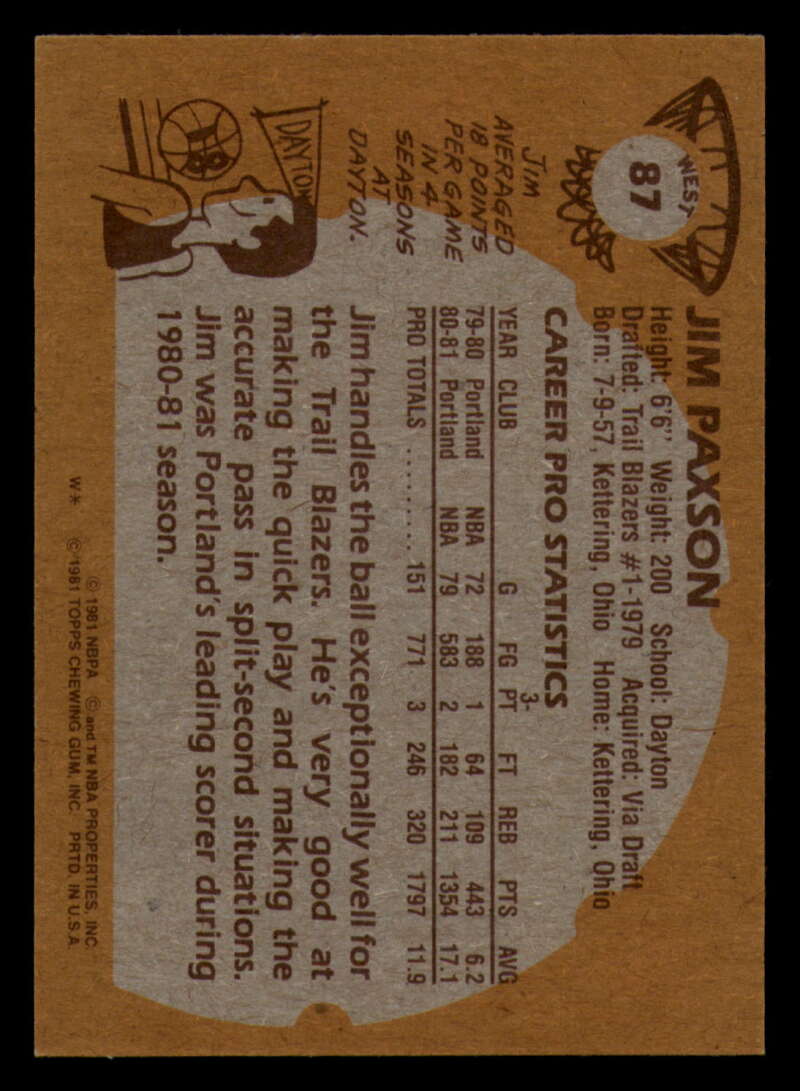 WEST
87
JIM PAXSON
Height: 6'6" Weight: 200 School: Dayton
Drafted: Trail Blazers #1-1979 Acquired: Via Draft
Born: 7-9-57, Kettering, Ohio Home: Kettering, Ohio
CAREER PRO STATISTICS
YEAR CLUB G FG 3-PT FT REB PTS AVG
79-80 Portland NBA 72 188 1 64 109 443 6.2
80-81 Portland NBA 79 583 2 182 211 1354 17.1
PRO TOTALS .......... 151 771 3 246 320 1797 11.9
Jim handles the ball exceptionally well for
the Trail Blazers. He's very good at
making the quick play and making the
accurate pass in split-second situations.
Jim was Portland's leading scorer during
1980-81 season.
JIM
AVERAGED
18 POINTS
PER GAME
IN 4
SEASONS
AT
DAYTON.
DAYTON
18
© 1981 NBPA © and TM NBA PROPERTIES, INC.
W* © 1981 TOPPS CHEWING GUM, INC. PRTD. IN U.S.A.